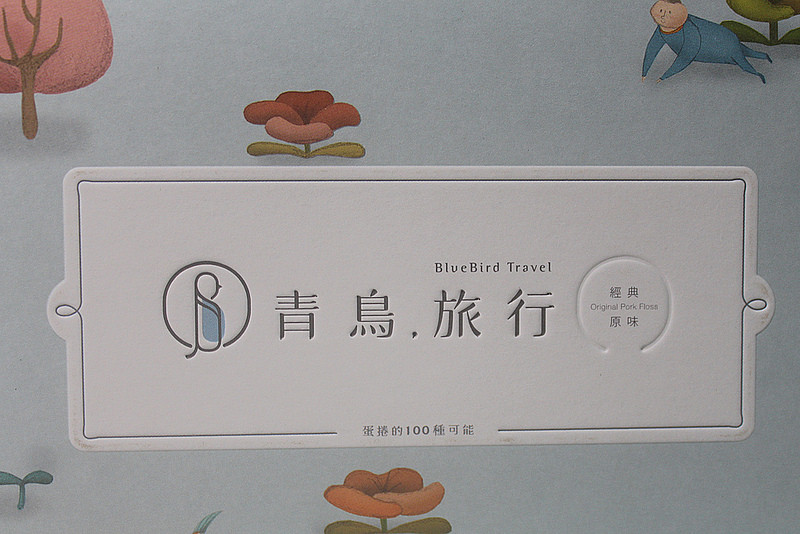 BlueBird Travel
青鳥,旅行
經典
Original Pork Floss
原味
蛋捲的100種可能